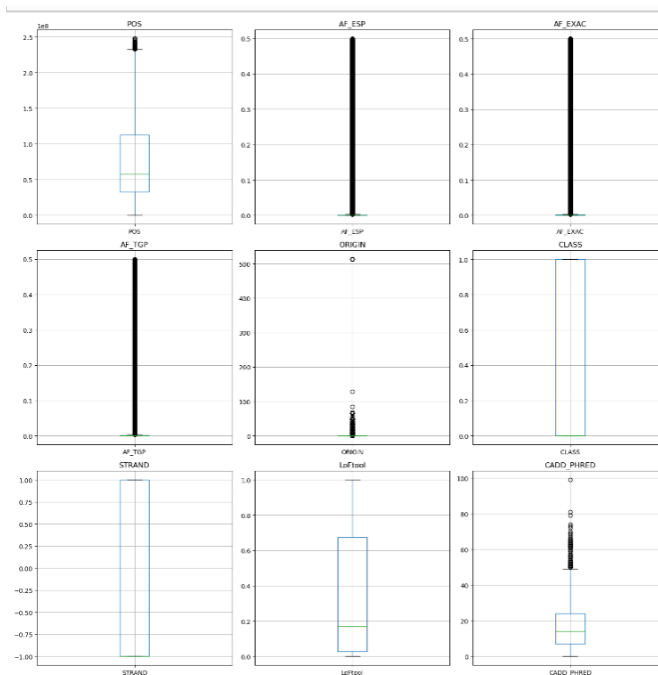 POS AF_ESP AF_EXAC
1e8
2.5 0.5 0.5
2.0 0.4 0.4
1.5 0.3 0.3
1.0 0.2 0.2
0.5 0.1 0.1
0.0 0.0 0.0
POS AF_ESP AF_EXAC
AF_TGP ORIGIN CLASS
0.5 500 1.0
0.4 400 0.8
0.3 300 0.6
0.2 200 0.4
0.1 100 0.2
0.0 0 0.0
AF_TGP ORIGIN CLASS
STRAND LoFtool CADD_PHRED
1.00 1.0 100
0.75 0.8 80
0.50 0.6 60
0.25 0.4 40
0.00 0.2 20
−0.25 0.0 0
−0.50
−0.75
−1.00
STRAND LoFtool CADD_PHRED